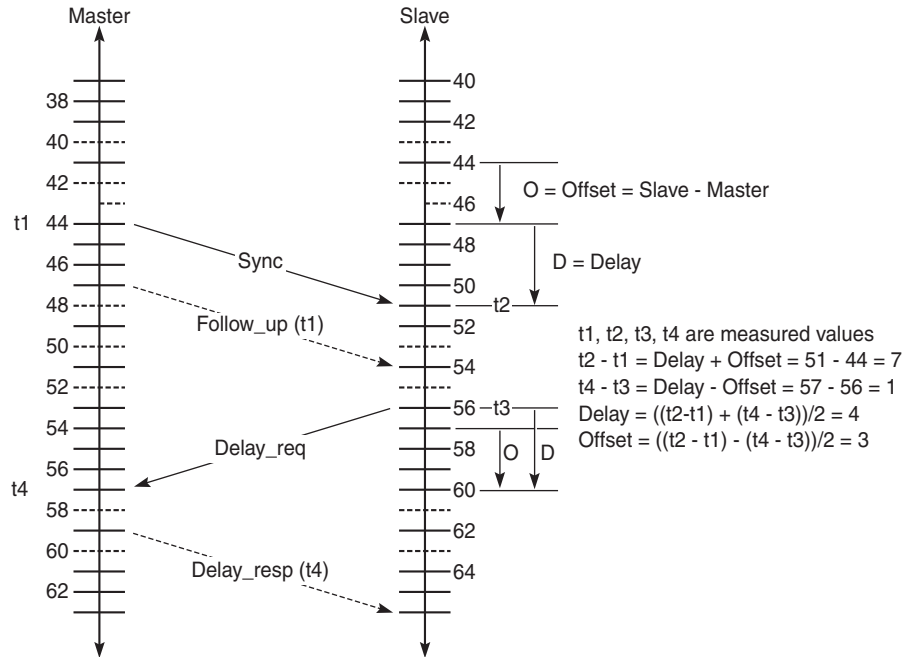 Master
Slave
38
40
42
t1 44
46
48
50
52
54
56
t4
58
60
62
40
42
44
46
48
50
t2
52
54
56 t3
58
60
62
64
O = Offset = Slave - Master
D = Delay
Sync
Follow_up (t1)
Delay_req
Delay_resp (t4)
O
D
t1, t2, t3, t4 are measured values
t2 - t1 = Delay + Offset = 51 - 44 = 7
t4 - t3 = Delay - Offset = 57 - 56 = 1
Delay = ((t2-t1) + (t4 - t3))/2 = 4
Offset = ((t2 - t1) - (t4 - t3))/2 = 3